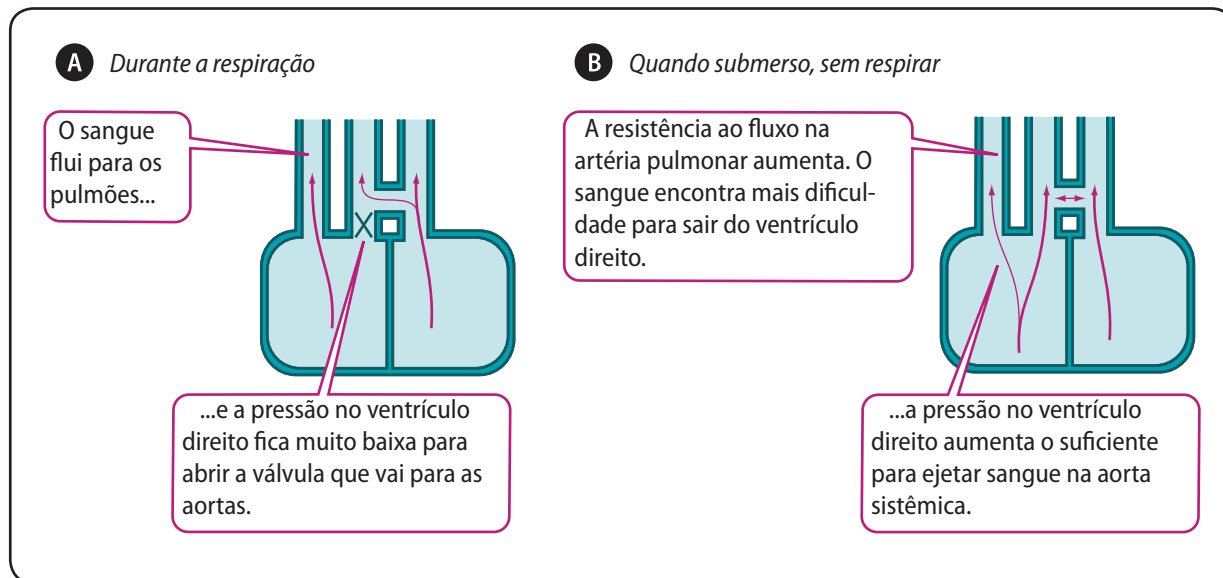 A Durante a respiração
O sangue
flui para os
pulmões...
...e a pressão no ventrículo
direito fica muito baixa para
abrir a válvula que vai para as
aortas.
B Quando submerso, sem respirar
A resistência ao fluxo na
artéria pulmonar aumenta. O
sangue encontra mais dificul-
dade para sair do ventrículo
direito.
...a pressão no ventrículo
direito aumenta o suficiente
para ejetar sangue na aorta
sistêmica.